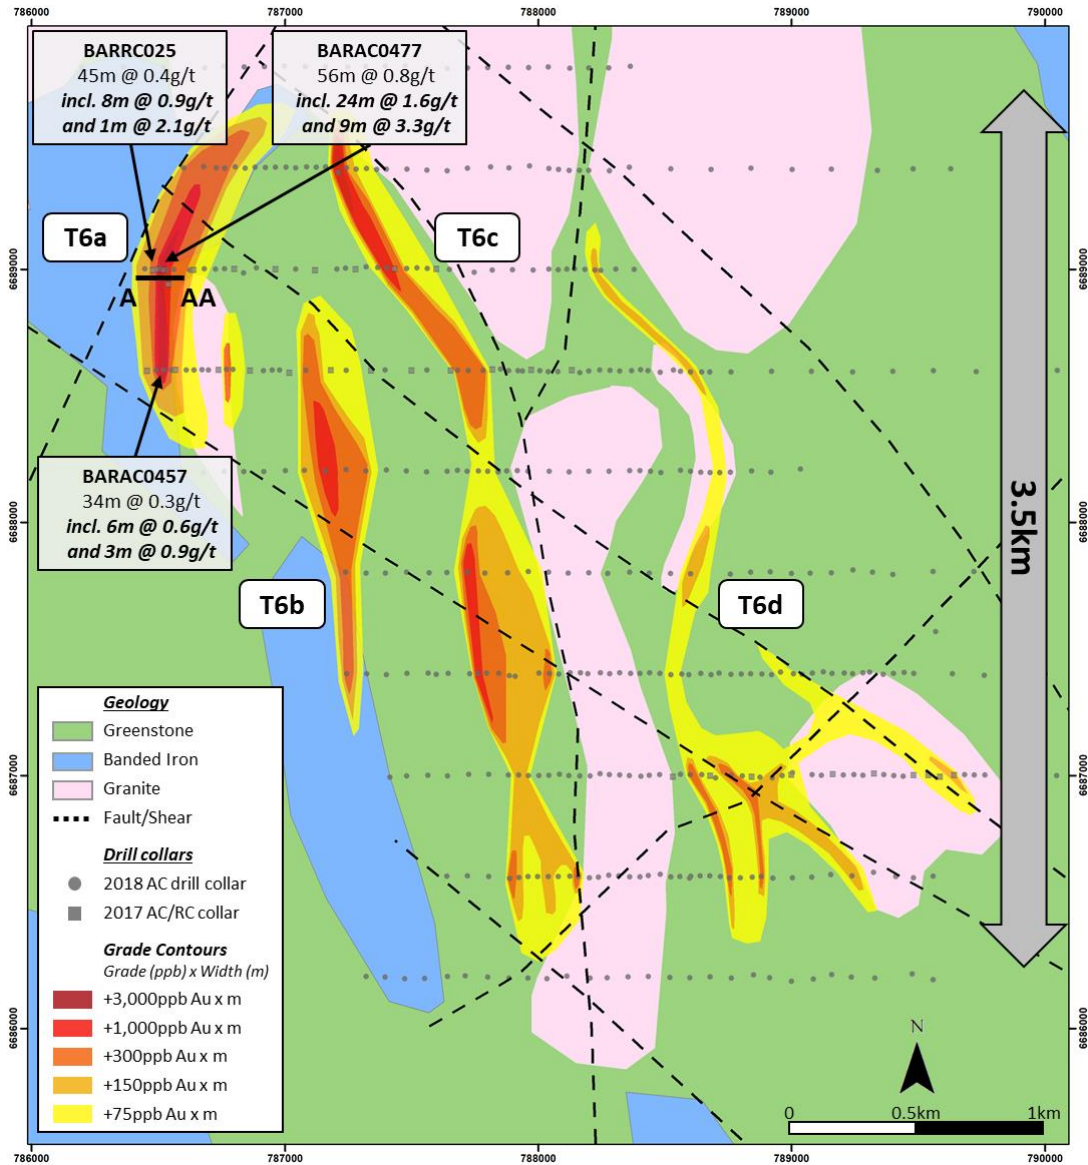 786000
787000
788000
789000
790000
BARRC025
45m @ 0.4g/t
incl. 8m @ 0.9g/t
and 1m @ 2.1g/t
BARAC0477
56m @ 0.8g/t
incl. 24m @ 1.6g/t
and 9m @ 3.3g/t
T6a
T6c
6689000
6689000
A
AA
BARAC0457
34m @ 0.3g/t
incl. 6m @ 0.6g/t
and 3m @ 0.9g/t
6688000
6688000
3.5km
T6b
T6d
Geology
Greenstone
Banded Iron
Granite
Fault/Shear
Drill collars
2018 AC drill collar
2017 AC/RC collar
Grade Contours
Grade (ppb) x Width (m)
+3,000ppb Au x m
+1,000ppb Au x m
+300ppb Au x m
+150ppb Au x m
+75ppb Au x m
6687000
6687000
6686000
6686000
N
0
0.5km
1km
786000
787000
788000
789000
790000